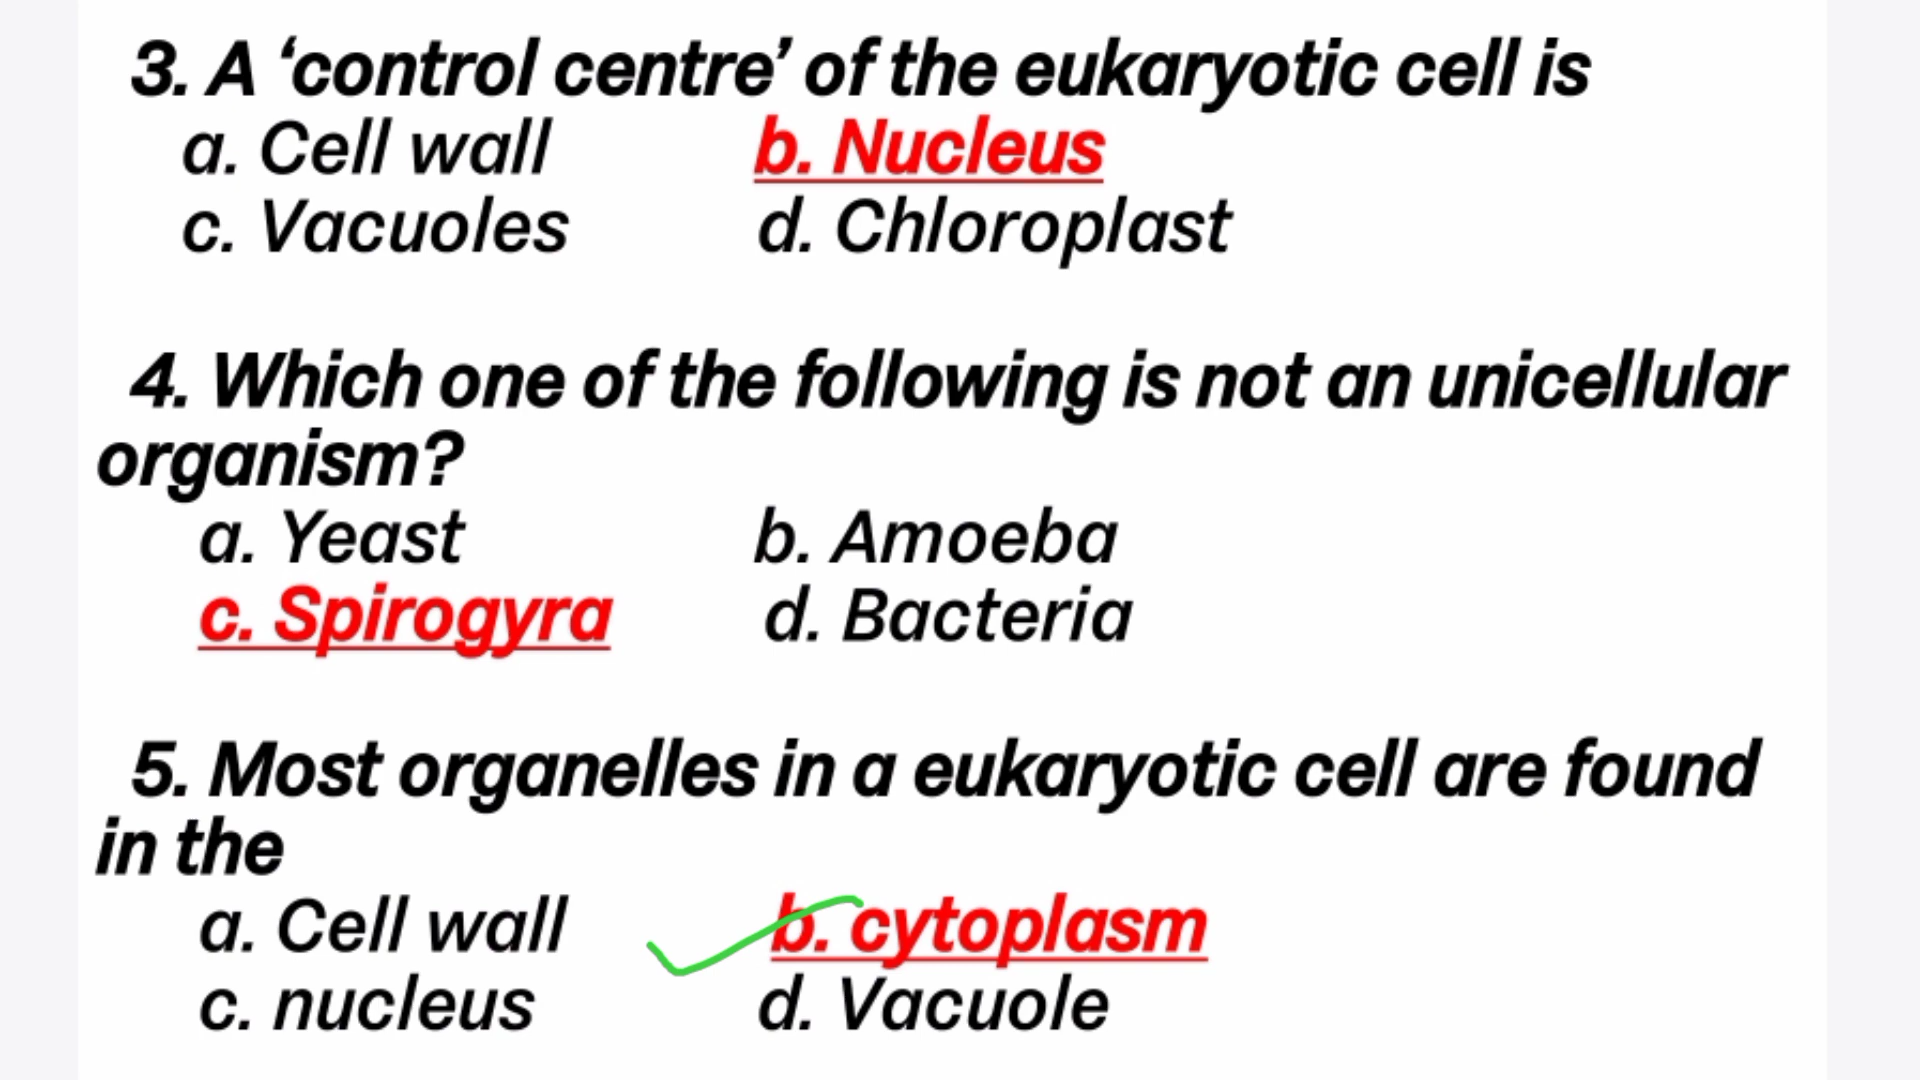 3. A ‘control centre’ of the eukaryotic cell is
a. Cell wall b. Nucleus
c. Vacuoles d. Chloroplast
4. Which one of the following is not an unicellular
organism?
a. Yeast b. Amoeba
c. Spirogyra d. Bacteria
5. Most organelles in a eukaryotic cell are found
in the
a. Cell wall b. cytoplasm
c. nucleus d. Vacuole